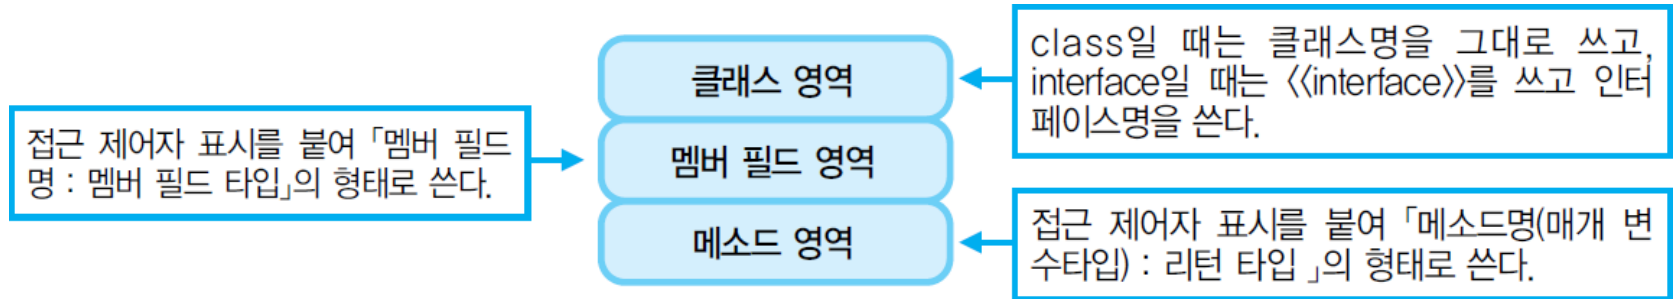 class일 때는 클래스명을 그대로 쓰고,
interface일 때는 〈〈interface〉〉를 쓰고 인터
페이스명을 쓴다.
클래스 영역
접근 제어자 표시를 붙여 「멤버 필드
명 : 멤버 필드 타입」의 형태로 쓴다.
멤버 필드 영역
메소드 영역
접근 제어자 표시를 붙여 「메소드명(매개 변
수타입) : 리턴 타입 」의 형태로 쓴다.